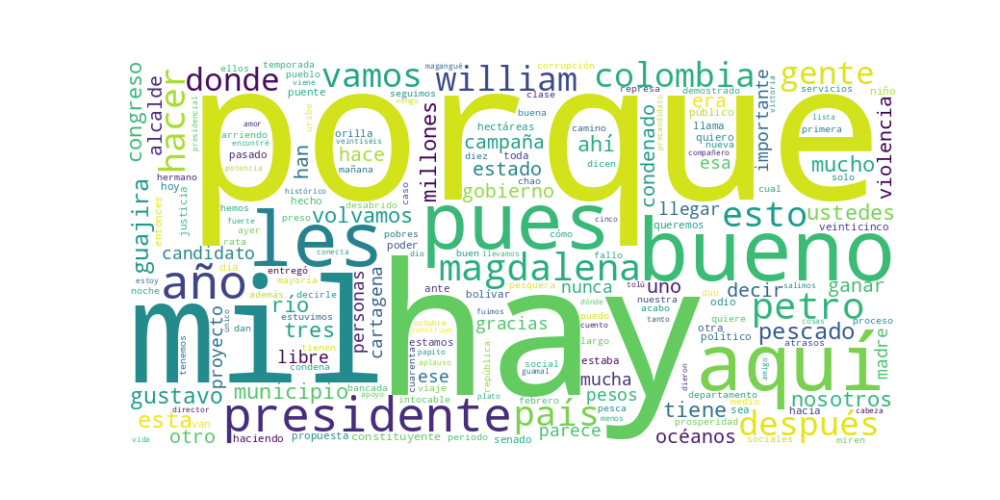 porque
mil
hay
bueno
pues
les
aquí
presidente
año
país
magdalena
petro
después
colombia
william
vamos
donde
hacer
gente
esto
volvamos
guajira
congreso
alcalde
candidato
río
tres
libre
gustavo
municipio
esta
otro
proyecto
personas
cartagena
millones
campaña
estado
gobierno
ahí
esa
era
han
hace
condenado
importante
mucho
violencia
ustedes
llegar
uno
decir
ganar
pescado
tiene
nosotros
madre
océanos
parece
pesos
mucha
ese
gracias
nunca
estamos
estaba
temporada
pueblo
ellos
viene
puente
seguimos
magangué
corrupción
clase
represa
demostrado
servicios
niño
público
lista
primera
victoria
precandidato
compañero
llama
quiero
nueva
buena
hectáreas
camino
diez
toda
dicen
chao
orilla
veintiséis
mañana
uribe
arriendo
encontré
amor
presidencial
pasado
potencia
hermano
hoy
entonces
justicia
histórico
hecho
desabrido
caso
vengo
solo
cual
queremos
veinticinco
hemos
fuerte
ayer
rata
preso
pobres
poder
cinco
cómo
fallo
buen
llevamos
conecta
dio
estoy
noche
día
entregó
mayoría
además
decirle
estuvimos
único
dan
tienen
condena
tenemos
ante
bolívar
fuimos
pesquera
tolú
dónde
nuestra
acabo
puedo
cuento
tanto
largo
odio
dau
salimos
quiere
cosas
proceso
otra
político
atrasos
octubre
construye
papito
aplauso
cuarenta
guamal
república
social
bancada
apoyo
viaje
intocable
plato
febrero
pesca
menos
dieron
departamento
amigo
medio
sea
hacia
cabeza
prosperidad
sociales
miren
director
van
haciendo
propuesta
constituyente
periodo
senado
vida